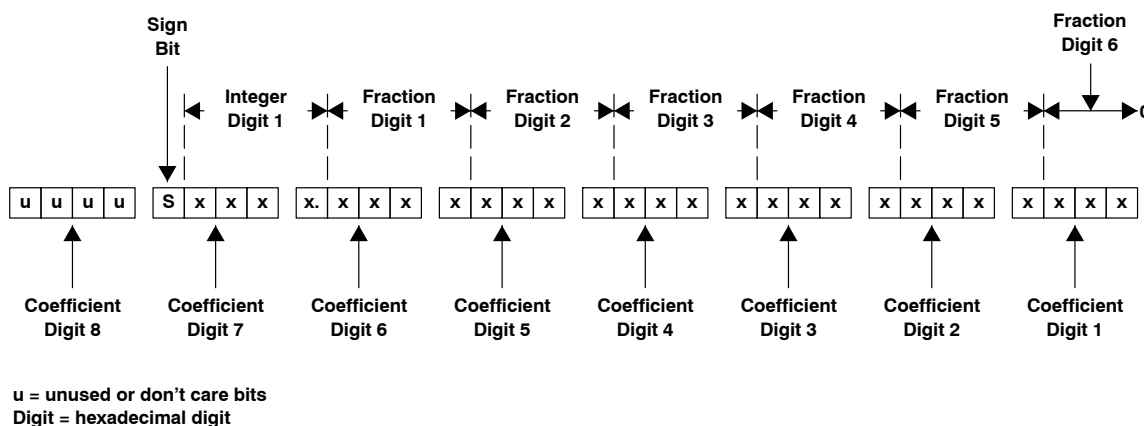 Sign
Bit
Fraction
Digit 6
Integer
Digit 1
Fraction
Digit 1
Fraction
Digit 2
Fraction
Digit 3
Fraction
Digit 4
Fraction
Digit 5
0
u u u u S x x x x. x x x x x x x x x x x x x x x x x x x x x x x
Coefficient
Digit 8
Coefficient
Digit 7
Coefficient
Digit 6
Coefficient
Digit 5
Coefficient
Digit 4
Coefficient
Digit 3
Coefficient
Digit 2
Coefficient
Digit 1
u = unused or don’t care bits
Digit = hexadecimal digit